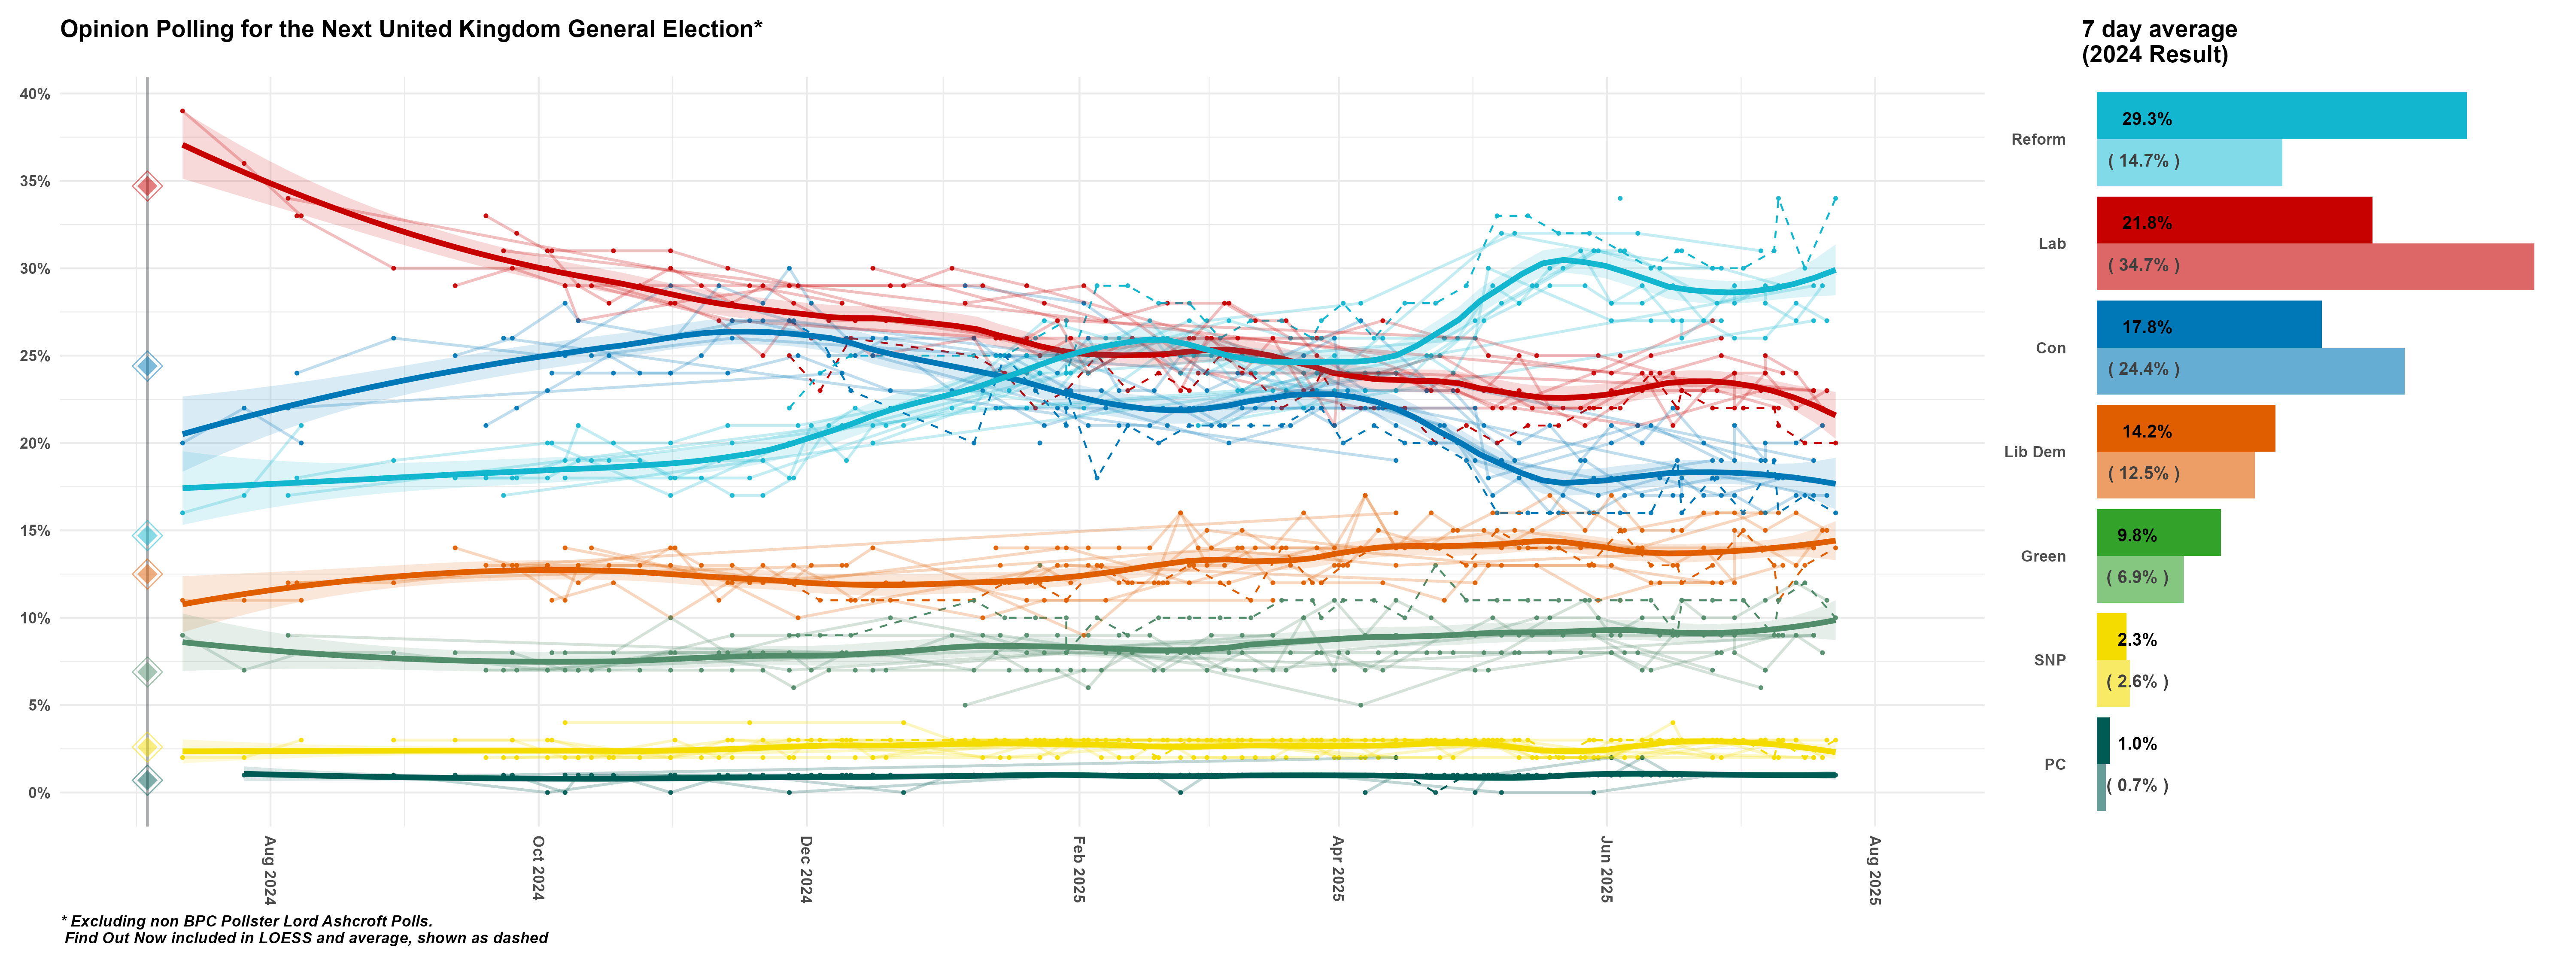 Opinion Polling for the Next United Kingdom General Election*
7 day average
(2024 Result)
40%
35%
30%
25%
20%
15%
10%
5%
0%
Aug 2024
Oct 2024
Dec 2024
Feb 2025
Apr 2025
Jun 2025
Aug 2025
Reform
29.3%
( 14.7% )
Lab
21.8%
( 34.7% )
Con
17.8%
( 24.4% )
Lib Dem
14.2%
( 12.5% )
Green
9.8%
( 6.9% )
SNP
2.3%
( 2.6% )
PC
1.0%
( 0.7% )
* Excluding non BPC Pollster Lord Ashcroft Polls.
Find Out Now included in LOESS and average, shown as dashed